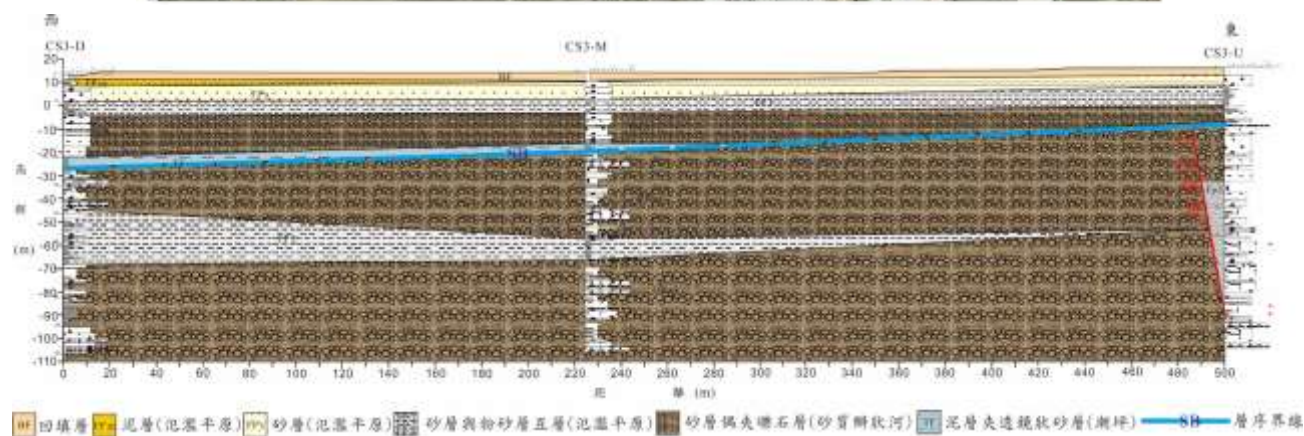 西 東
CS3-D CS3-M CS3-U
20
10
0
-10
-20
-30
-40
-50
-60
-70
-80
-90
-100
-110
高
程
(m)
BF
SB
0 20 40 60 80 100 120 140 160 180 200 220 240 260 280 300 320 340 360 380 400 420 440 460 480 500
距 離 (m)
BF 回填層 泥層(氾濫平原) FPs 砂層(氾濫平原) 砂層與粉砂層互層(氾濫平原) 砂層偶夾礫石層(砂質辮狀河) TF 泥層夾透鏡狀砂層(潮坪) SB 層序界線